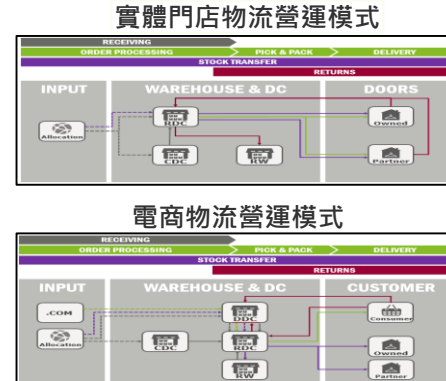 實體門店物流營運模式
RECEIVING
ORDER PROCESSING PICK & PACK DELIVERY
STOCK TRANSFER
RETURNS
INPUT WAREHOUSE & DC DOORS
Allocation RDC Owned
CDC RW Partner
電商物流營運模式
RECEIVING
ORDER PROCESSING PICK & PACK DELIVERY
STOCK TRANSFER
RETURNS
INPUT WAREHOUSE & DC CUSTOMER
.COM DDC Consumer
Allocation CDC RDC Owned
RW Partner